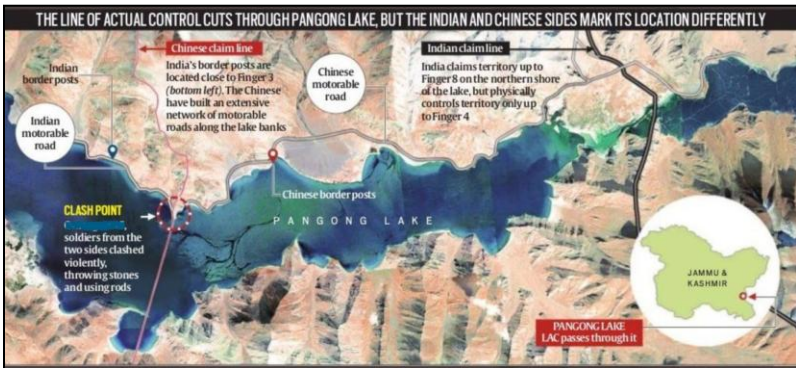 THE LINE OF ACTUAL CONTROL CUTS THROUGH PANGONG LAKE, BUT THE INDIAN AND CHINESE SIDES MARK ITS LOCATION DIFFERENTLY
Indian
border posts
Indian
motorable
road
Chinese claim line
India's border posts are
located close to Finger 3
(bottom left). The Chinese
have built an extensive
network of motorable
roads along the lake banks
Chinese
motorable
road
Indian claim line
India claims territory up to
Finger 8 on the northern shore
of the lake, but physically
controls territory only up
to Finger 4
Chinese border posts
PANGONG LAKE
CLASH POINT
soldiers from the
two sides clashed
violently,
throwing stones
and using rods
JAMMU &
KASHMIR
PANGONG LAKE
LAC passes through it